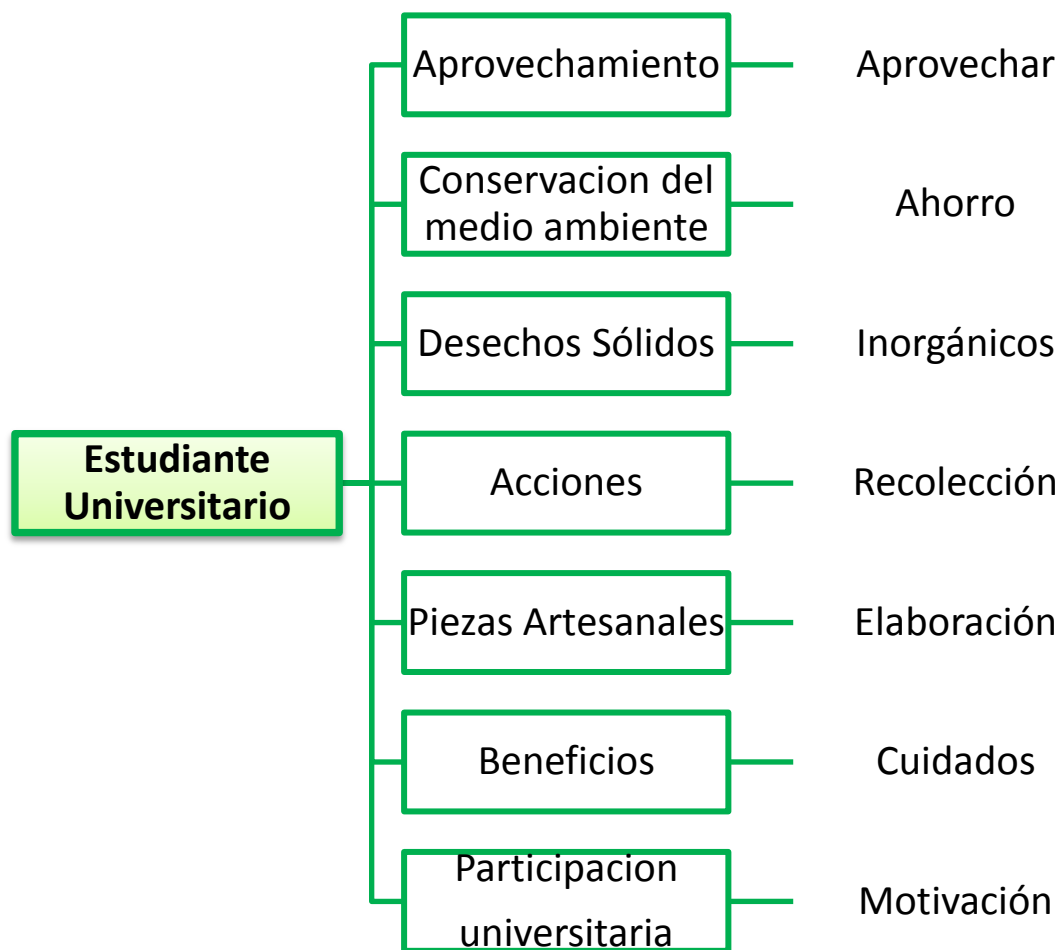 Aprovechamiento
Aprovechar
Conservacion del
medio ambiente
Ahorro
Desechos Sólidos
Inorgánicos
Estudiante
Universitario
Acciones
Recolección
Piezas Artesanales
Elaboración
Beneficios
Cuidados
Participacion
universitaria
Motivación